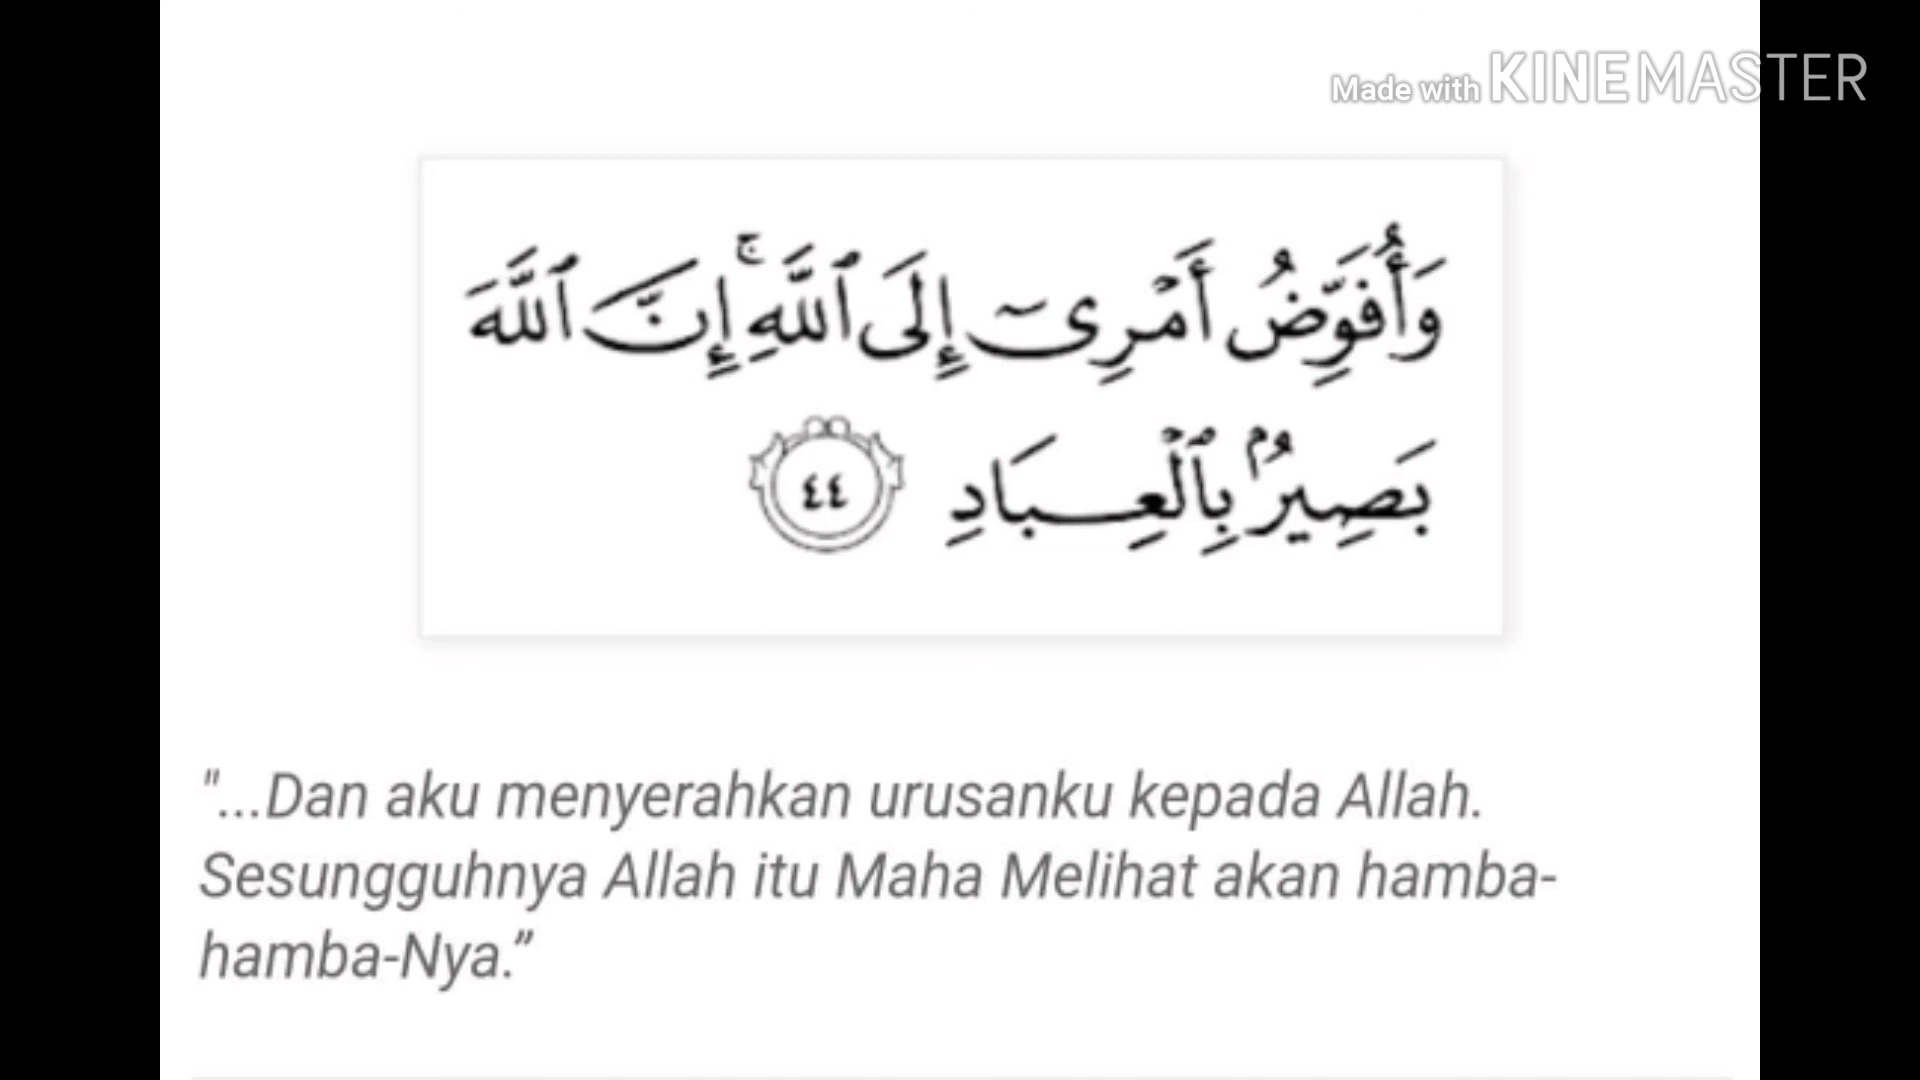 Made with KINEMASTER
وَأُفَوِّضُ أَمْرِىٓ إِلَى ٱللَّهِ ۚ إِنَّ ٱللَّهَ
بَصِيرٌۢ بِٱلْعِبَادِ ٤٤
"...Dan aku menyerahkan urusanku kepada Allah.
Sesungguhnya Allah itu Maha Melihat akan hamba-
hamba-Nya.”